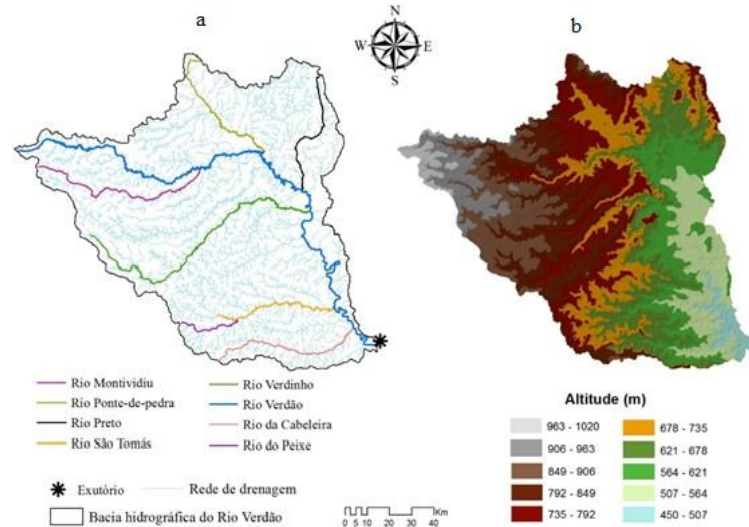 a
b
N
W E
S
Rio Montividiu
Rio Ponte-de-pedra
Rio Preto
Rio São Tomás
Rio Verdinho
Rio Verdão
Rio da Cabeleira
Rio do Peixe
Exutório
Rede de drenagem
Bacia hidrográfica do Rio Verdão
Km
0 5 10 20 30 40
Altitude (m)
963 - 1020
906 - 963
849 - 906
792 - 849
735 - 792
678 - 735
621 - 678
564 - 621
507 - 564
450 - 507